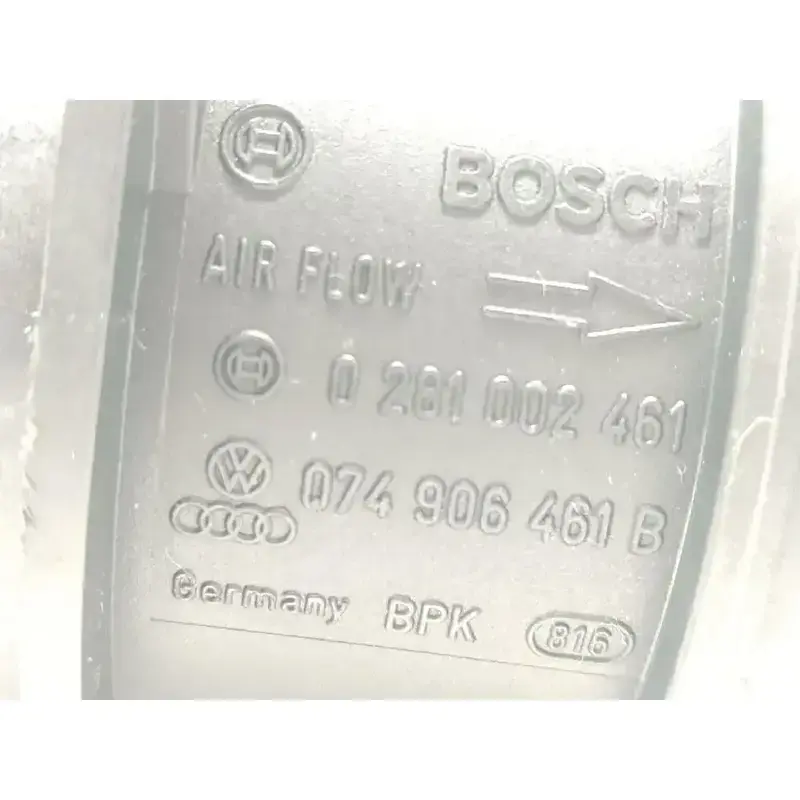 BOSCH
AIR FLOW
0 281 002 461
074 906 461 B
Germany BPK 816